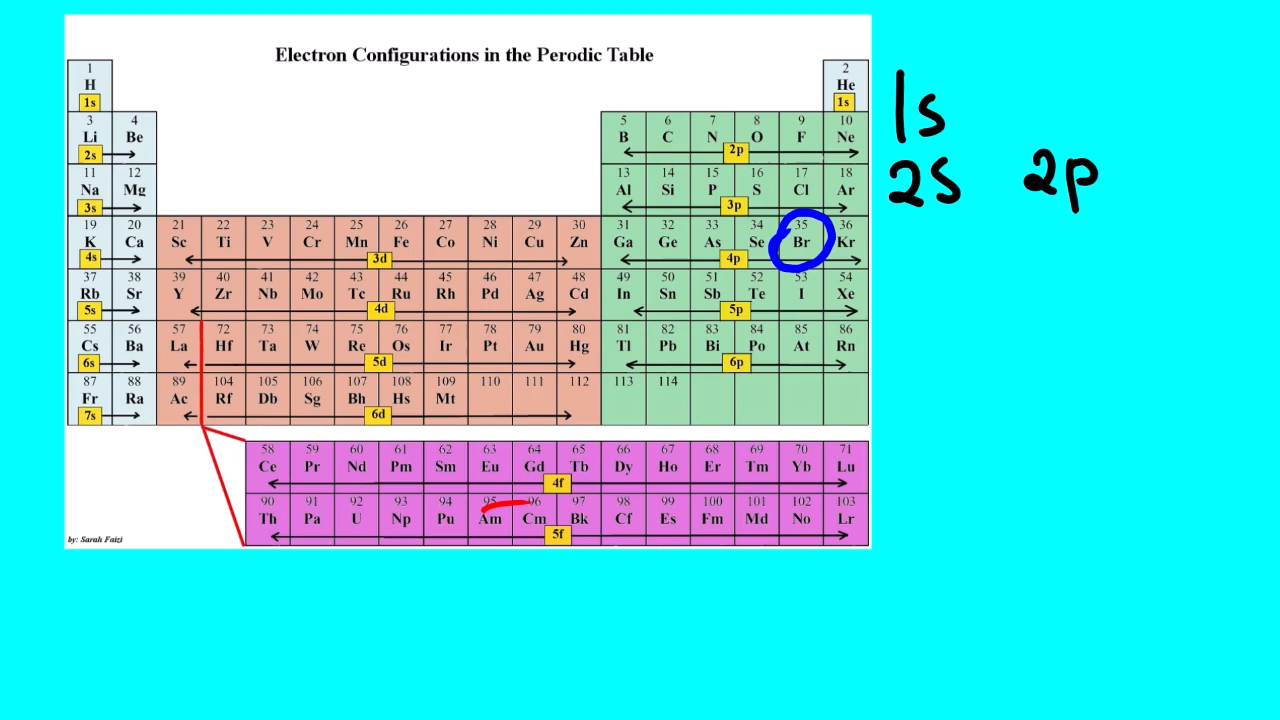 Electron Configurations in the Perodic Table
1 2
H He
1s 1s
3 4 5 6 7 8 9 10
Li Be B C N O F Ne
2s 2p
11 12 13 14 15 16 17 18
Na Mg Al Si P S Cl Ar
3s 3p
19 20 21 22 23 24 25 26 27 28 29 30 31 32 33 34 35 36
K Ca Sc Ti V Cr Mn Fe Co Ni Cu Zn Ga Ge As Se Br Kr
4s 3d 4p
37 38 39 40 41 42 43 44 45 46 47 48 49 50 51 52 53 54
Rb Sr Y Zr Nb Mo Tc Ru Rh Pd Ag Cd In Sn Sb Te I Xe
5s 4d 5p
55 56 57 72 73 74 75 76 77 78 79 80 81 82 83 84 85 86
Cs Ba La Hf Ta W Re Os Ir Pt Au Hg Tl Pb Bi Po At Rn
6s 5d 6p
87 88 89 104 105 106 107 108 109 110 111 112 113 114
Fr Ra Ac Rf Db Sg Bh Hs Mt
7s 6d
58 59 60 61 62 63 64 65 66 67 68 69 70 71
Ce Pr Nd Pm Sm Eu Gd Tb Dy Ho Er Tm Yb Lu
4f
90 91 92 93 94 95 96 97 98 99 100 101 102 103
Th Pa U Np Pu Am Cm Bk Cf Es Fm Md No Lr
5f
by: Sarah Faizi
1s
2s 2p